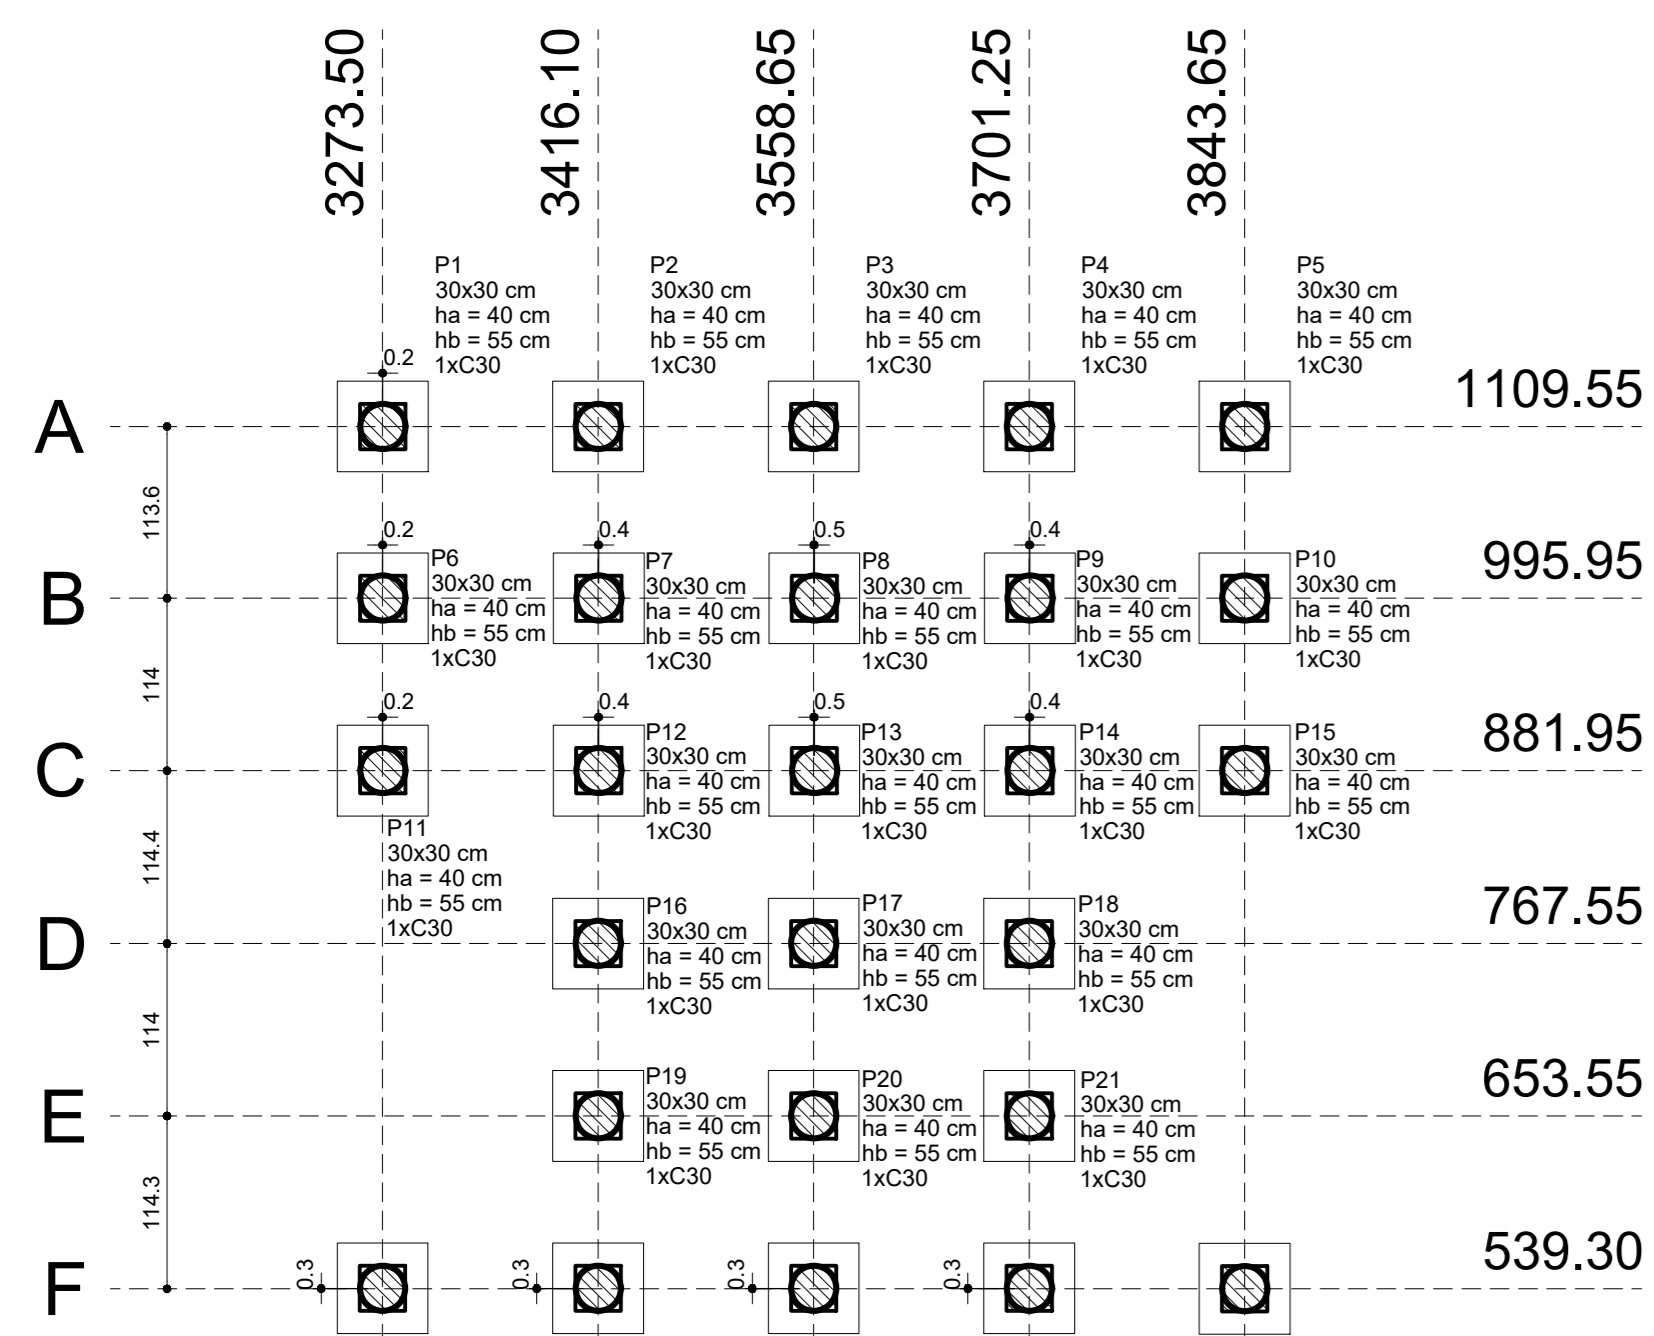 3273.50
3416.10
3558.65
3701.25
3843.65
P1
30x30 cm
ha = 40 cm
hb = 55 cm
1xC30
P2
30x30 cm
ha = 40 cm
hb = 55 cm
1xC30
P3
30x30 cm
ha = 40 cm
hb = 55 cm
1xC30
P4
30x30 cm
ha = 40 cm
hb = 55 cm
1xC30
P5
30x30 cm
ha = 40 cm
hb = 55 cm
1xC30
0.2
A
1109.55
113.6
0.2
0.4
0.5
0.4
B
P6
30x30 cm
ha = 40 cm
hb = 55 cm
1xC30
P7
30x30 cm
ha = 40 cm
hb = 55 cm
1xC30
P8
30x30 cm
ha = 40 cm
hb = 55 cm
1xC30
P9
30x30 cm
ha = 40 cm
hb = 55 cm
1xC30
P10
30x30 cm
ha = 40 cm
hb = 55 cm
1xC30
995.95
114
0.2
0.4
0.5
0.4
C
P11
30x30 cm
ha = 40 cm
hb = 55 cm
1xC30
P12
30x30 cm
ha = 40 cm
hb = 55 cm
1xC30
P13
30x30 cm
ha = 40 cm
hb = 55 cm
1xC30
P14
30x30 cm
ha = 40 cm
hb = 55 cm
1xC30
P15
30x30 cm
ha = 40 cm
hb = 55 cm
1xC30
881.95
114.4
D
P16
30x30 cm
ha = 40 cm
hb = 55 cm
1xC30
P17
30x30 cm
ha = 40 cm
hb = 55 cm
1xC30
P18
30x30 cm
ha = 40 cm
hb = 55 cm
1xC30
767.55
114
E
P19
30x30 cm
ha = 40 cm
hb = 55 cm
1xC30
P20
30x30 cm
ha = 40 cm
hb = 55 cm
1xC30
P21
30x30 cm
ha = 40 cm
hb = 55 cm
1xC30
653.55
114.3
F
0.3
0.3
0.3
0.3
539.30